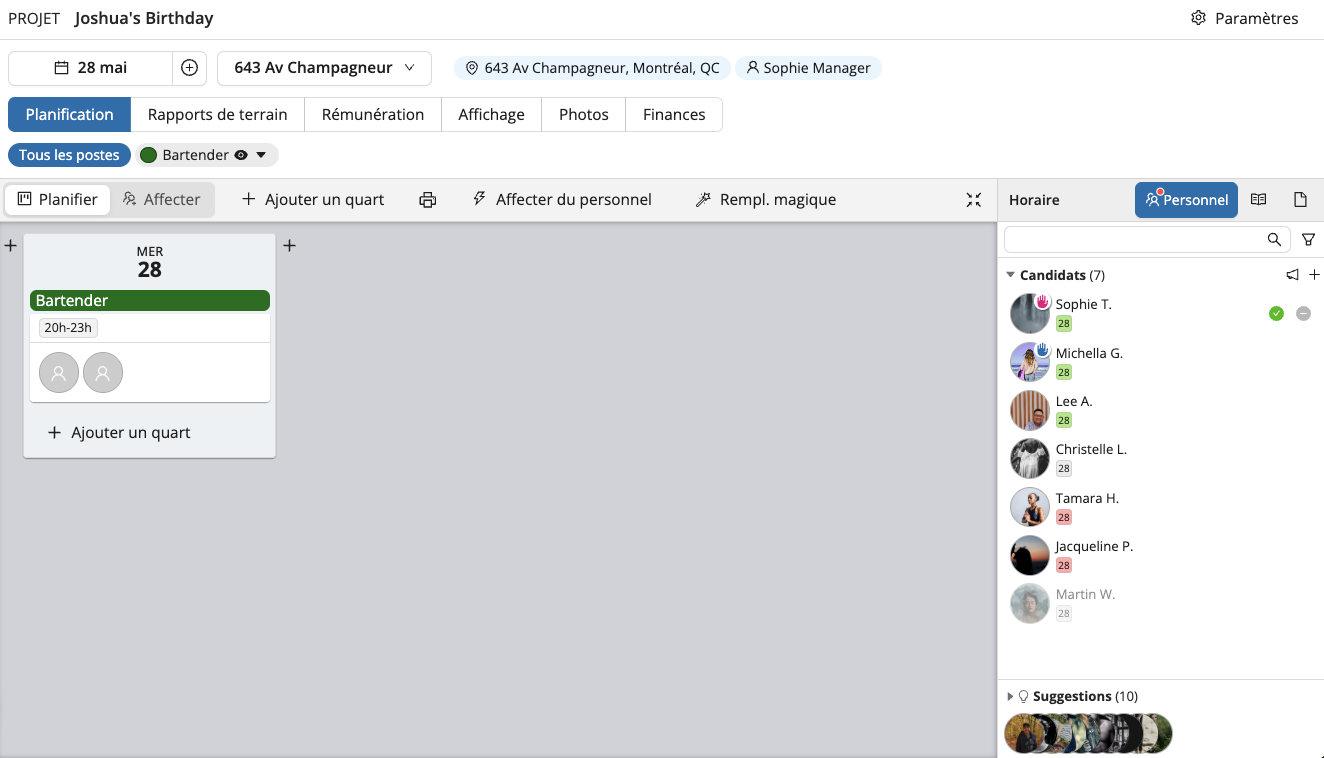 PROJET Joshua's Birthday
Paramètres
28 mai
643 Av Champagneur
643 Av Champagneur, Montréal, QC
Sophie Manager
Planification
Rapports de terrain
Rémunération
Affichage
Photos
Finances
Tous les postes
Bartender
Planifier
Affecter
Ajouter un quart
Affecter du personnel
Rempl. magique
Horaire
Personnel
MER
28
Bartender
20h-23h
Ajouter un quart
Candidats (7)
Sophie T.
28
Michella G.
28
Lee A.
28
Christelle L.
28
Tamara H.
28
Jacqueline P.
28
Martin W.
28
Suggestions (10)